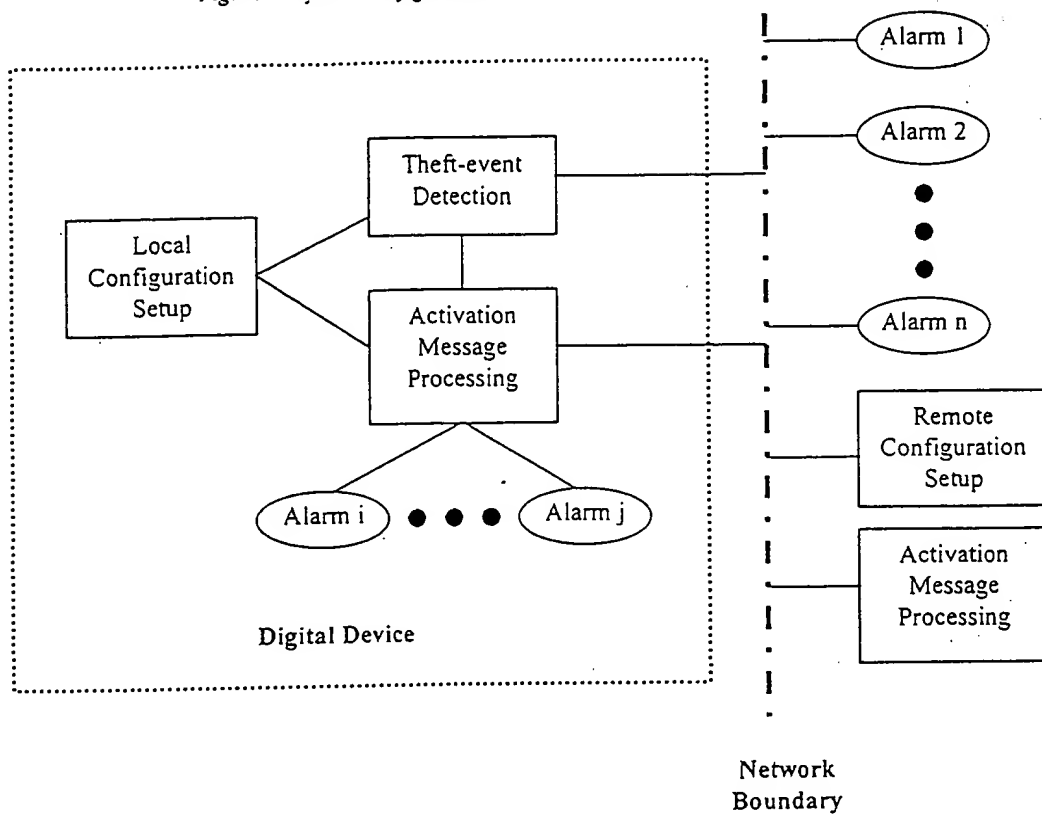 Alarm 1
Alarm 2
Theft-event
Detection
Local
Configuration
Setup
Activation
Message
Processing
Alarm n
Remote
Configuration
Setup
Alarm i
Alarm j
Activation
Message
Processing
Digital Device
Network
Boundary